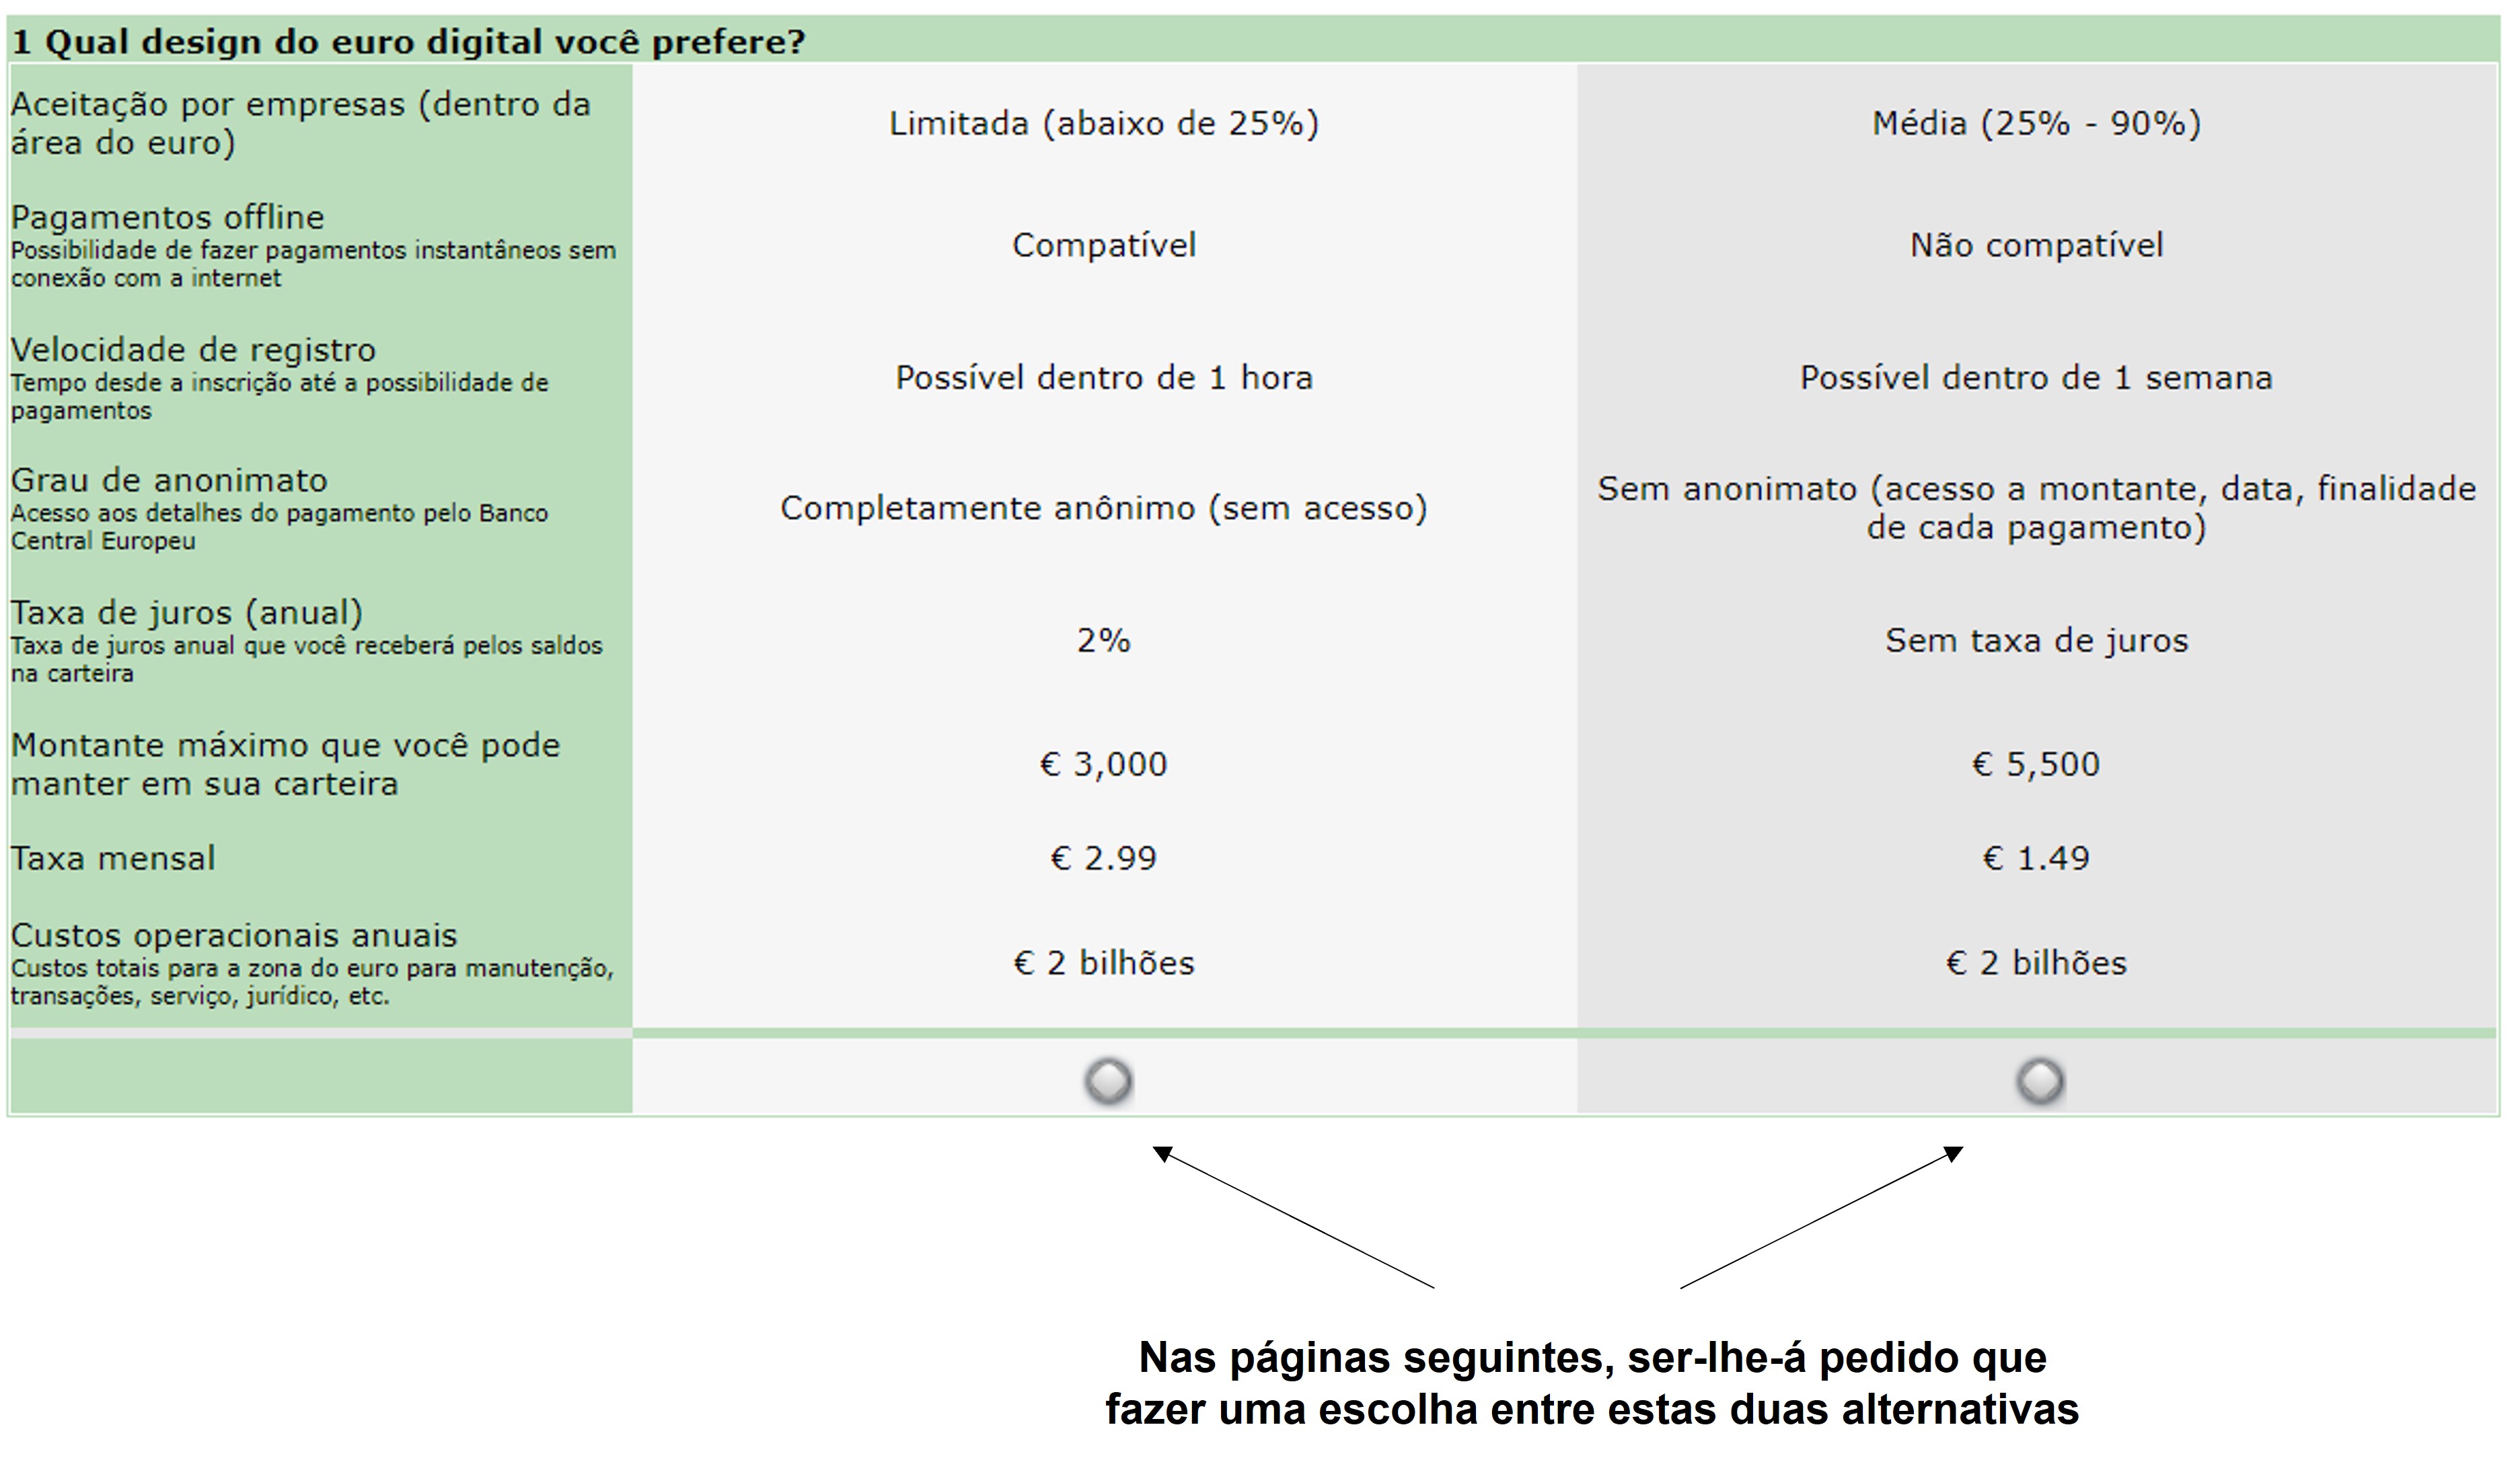 1 Qual design do euro digital você prefere?
Aceitação por empresas (dentro da
área do euro)
Limitada (abaixo de 25%)
Média (25% - 90%)
Pagamentos offline
Possibilidade de fazer pagamentos instantâneos sem
conexão com a internet
Compatível
Não compatível
Velocidade de registro
Tempo desde a inscrição até a possibilidade de
pagamentos
Possível dentro de 1 hora
Possível dentro de 1 semana
Grau de anonimato
Acesso aos detalhes do pagamento pelo Banco
Central Europeu
Completamente anônimo (sem acesso)
Sem anonimato (acesso a montante, data, finalidade
de cada pagamento)
Taxa de juros (anual)
Taxa de juros anual que você receberá pelos saldos
na carteira
2%
Sem taxa de juros
Montante máximo que você pode
manter em sua carteira
€ 3,000
€ 5,500
Taxa mensal
€ 2.99
€ 1.49
Custos operacionais anuais
Custos totais para a zona do euro para manutenção,
transações, serviço, jurídico, etc.
€ 2 bilhões
€ 2 bilhões
Nas páginas seguintes, ser-lhe-á pedido que
fazer uma escolha entre estas duas alternativas